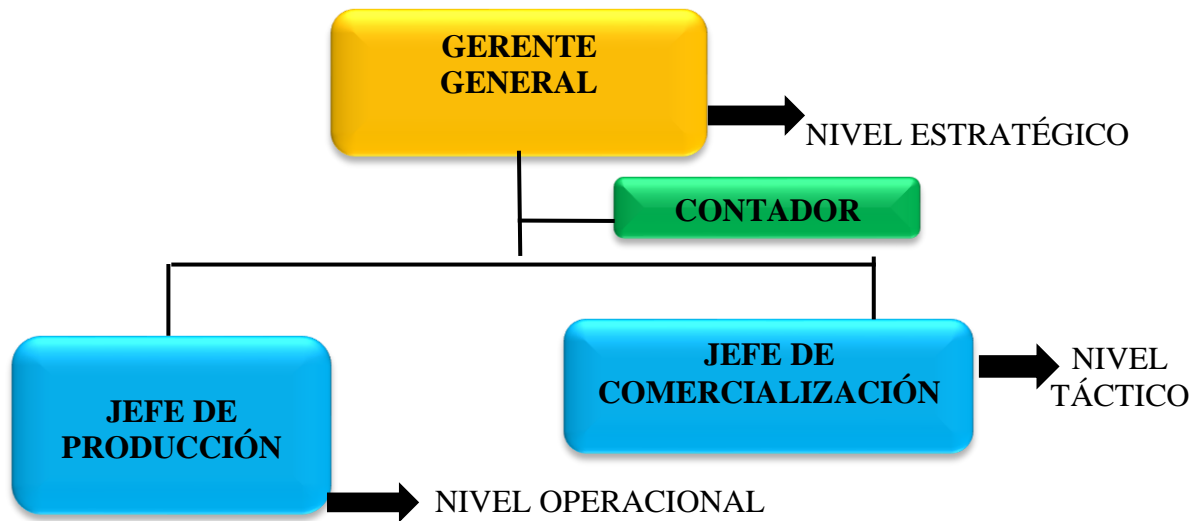 GERENTE
GENERAL
NIVEL ESTRATÉGICO
CONTADOR
JEFE DE
PRODUCCIÓN
JEFE DE
COMERCIALIZACIÓN
NIVEL
TÁCTICO
NIVEL OPERACIONAL